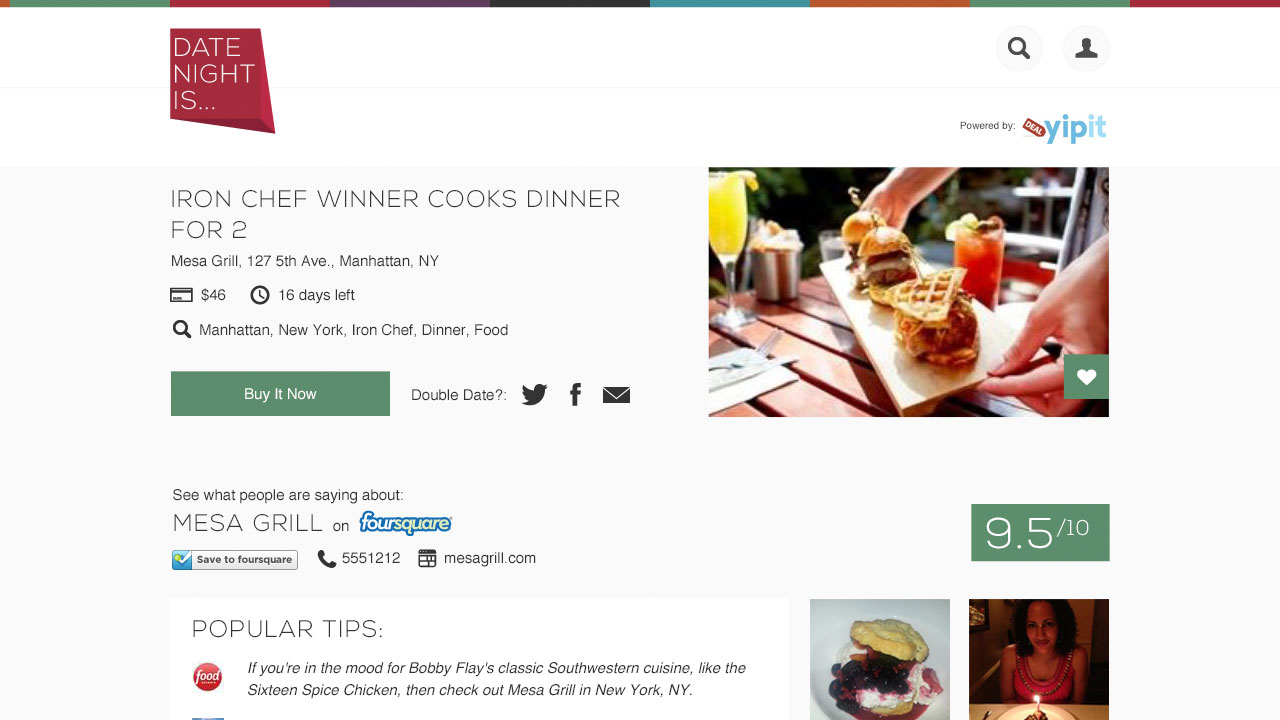 DATE
NIGHT
IS...
Powered by: DEAL yipit
IRON CHEF WINNER COOKS DINNER
FOR 2
Mesa Grill, 127 5th Ave., Manhattan, NY
$46 16 days left
Manhattan, New York, Iron Chef, Dinner, Food
Buy It Now Double Date?:
See what people are saying about:
MESA GRILL on foursquare
9.5/10
Save to foursquare 5551212 mesagrill.com
POPULAR TIPS:
food
If you're in the mood for Bobby Flay's classic Southwestern cuisine, like the
Sixteen Spice Chicken, then check out Mesa Grill in New York, NY.